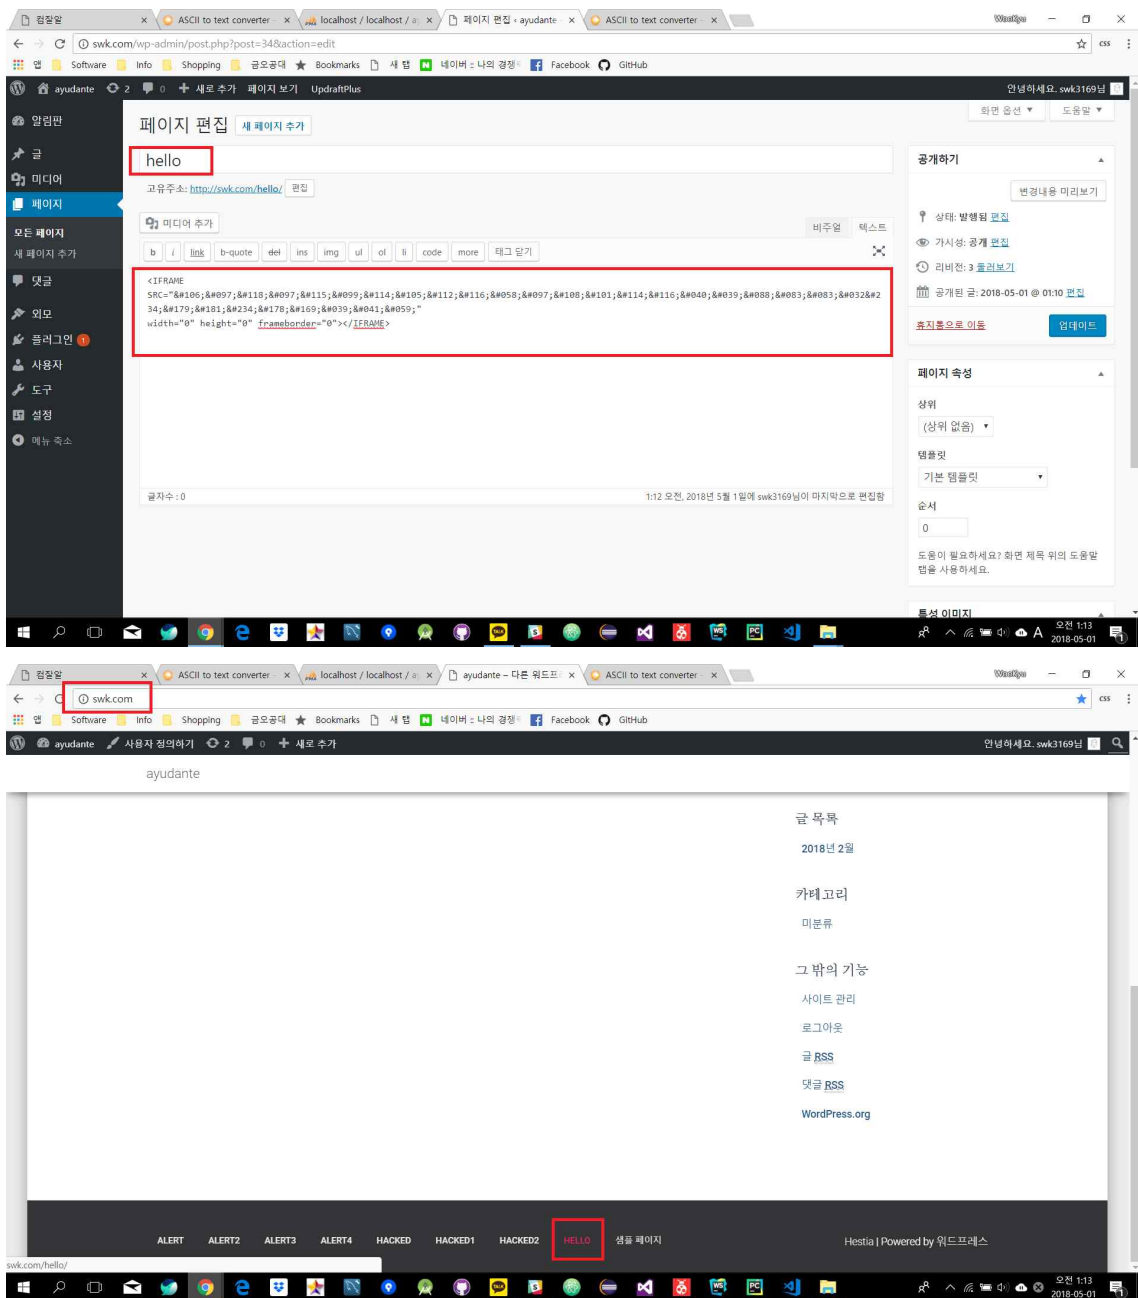 컴잘알
ASCII to text converter
localhost / localhost / a
페이지 편집 ‹ ayudante
ASCII to text converter
WooKyu
swk.com/wp-admin/post.php?post=34&action=edit
css
앱 Software Info Shopping 금오공대 Bookmarks 새 탭 네이버 :: 나의 경쟁 Facebook GitHub
ayudante 2 0 새로 추가 페이지 보기 UpdraftPlus 안녕하세요. swk3169님
화면 옵션 ▼ 도움말 ▼
알림판
글
미디어
페이지
모든 페이지
새 페이지 추가
댓글
외모
플러그인 1
사용자
도구
설정
메뉴 축소
페이지 편집 새 페이지 추가
hello
고유주소: http://swk.com/hello/ 편집
미디어 추가
비주얼 텍스트
b i link b-quote del ins img ul ol li code more 태그 닫기
<IFRAME
SRC="&#106;&#097;&#118;&#097;&#115;&#099;&#114;&#105;&#112;&#116;&#058;&#097;&#108;&#101;&#114;&#116;&#040;&#039;&#088;&#083;&#083;&#032&#2
34;&#179;&#181;&#234;&#178;&#169;&#039;&#041;&#059;"
width="0" height="0" frameborder="0"></IFRAME>
글자수 : 0
1:12 오전, 2018년 5월 1일에 swk3169님이 마지막으로 편집함
공개하기
변경내용 미리보기
상태: 발행됨 편집
가시성: 공개 편집
리비전: 3 둘러보기
공개된 글: 2018-05-01 @ 01:10 편집
휴지통으로 이동 업데이트
페이지 속성
상위
(상위 없음) ▼
템플릿
기본 템플릿 ▼
순서
0
도움이 필요하세요? 화면 제목 위의 도움말
탭을 사용하세요.
특성 이미지
A 오전 1:13
2018-05-01
컴잘알
ASCII to text converter
localhost / localhost / a
ayudante – 다른 워드프
ASCII to text converter
WooKyu
swk.com
css
앱 Software Info Shopping 금오공대 Bookmarks 새 탭 네이버 :: 나의 경쟁 Facebook GitHub
ayudante 사용자 정의하기 2 0 새로 추가 안녕하세요. swk3169님
ayudante
글 목록
2018년 2월
카테고리
미분류
그 밖의 기능
사이트 관리
로그아웃
글 RSS
댓글 RSS
WordPress.org
ALERT ALERT2 ALERT3 ALERT4 HACKED HACKED1 HACKED2 HELLO 샘플 페이지
Hestia | Powered by 워드프레스
swk.com/hello/
오전 1:13
2018-05-01